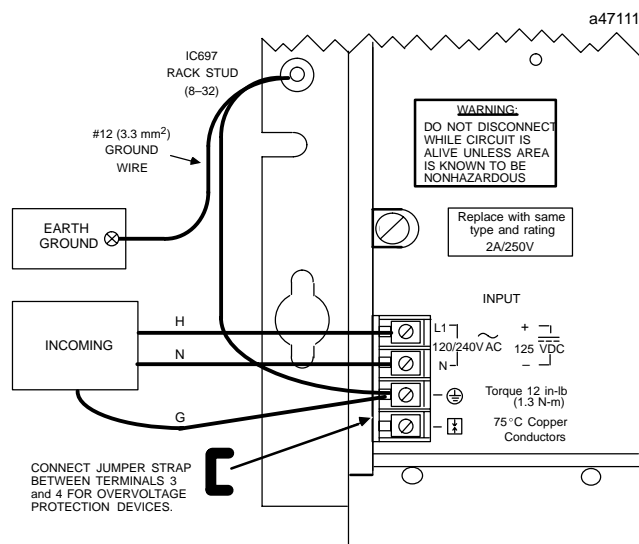 a47111
IC697
RACK STUD
(8–32)
#12 (3.3 mm²)
GROUND
WIRE
WARNING:
DO NOT DISCONNECT
WHILE CIRCUIT IS
ALIVE UNLESS AREA
IS KNOWN TO BE
NONHAZARDOUS
EARTH
GROUND
Replace with same
type and rating
2A/250V
INPUT
H
INCOMING
N
G
L1
120/240V AC
N
+
125 VDC
–
Torque 12 in-lb
(1.3 N-m)
75°C Copper
Conductors
CONNECT JUMPER STRAP
BETWEEN TERMINALS 3
and 4 FOR OVERVOLTAGE
PROTECTION DEVICES.